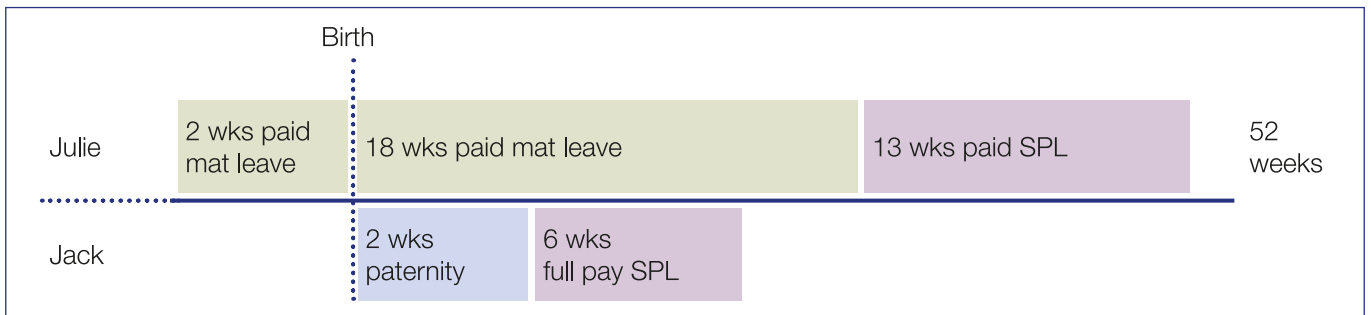 Birth
Julie
2 wks paid
mat leave
18 wks paid mat leave
13 wks paid SPL
52
weeks
Jack
2 wks
paternity
6 wks
full pay SPL